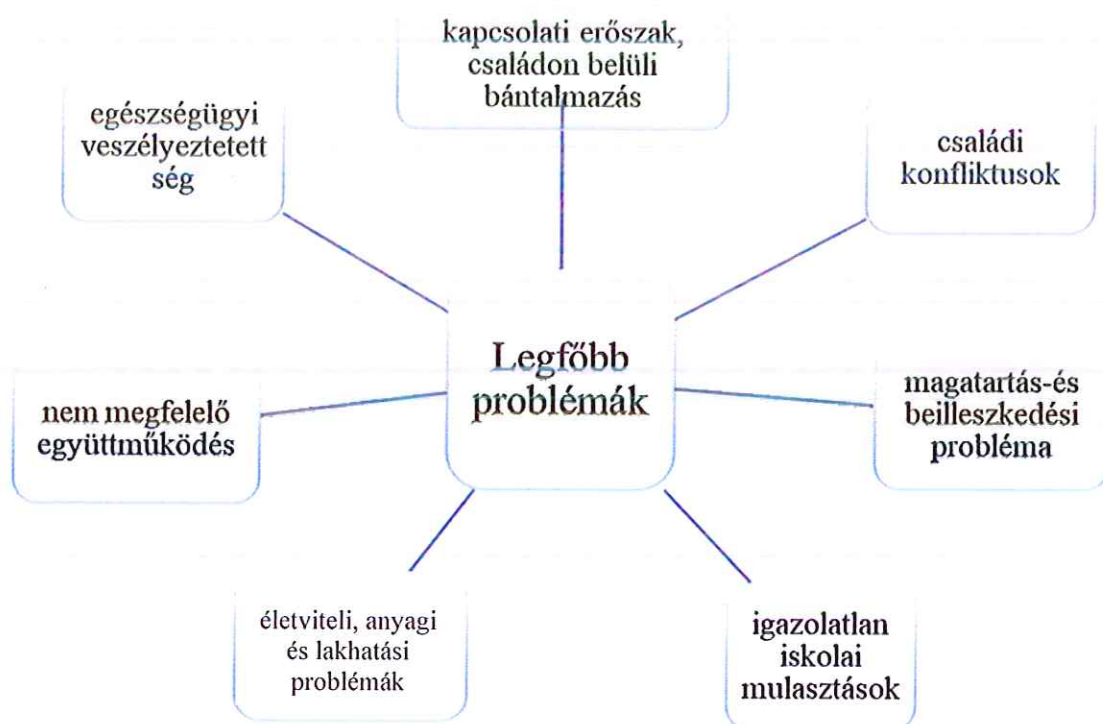 kapcsolati erőszak,
családon belüli
bántalmazás
egészségügyi
veszélyeztetett
ség
családi
konfliktusok
Legfőbb
problémák
nem megfelelő
együttműködés
magatartás-és
beilleszkedési
probléma
életviteli, anyagi
és lakhatási
problémák
igazolatlan
iskolai
mulasztások